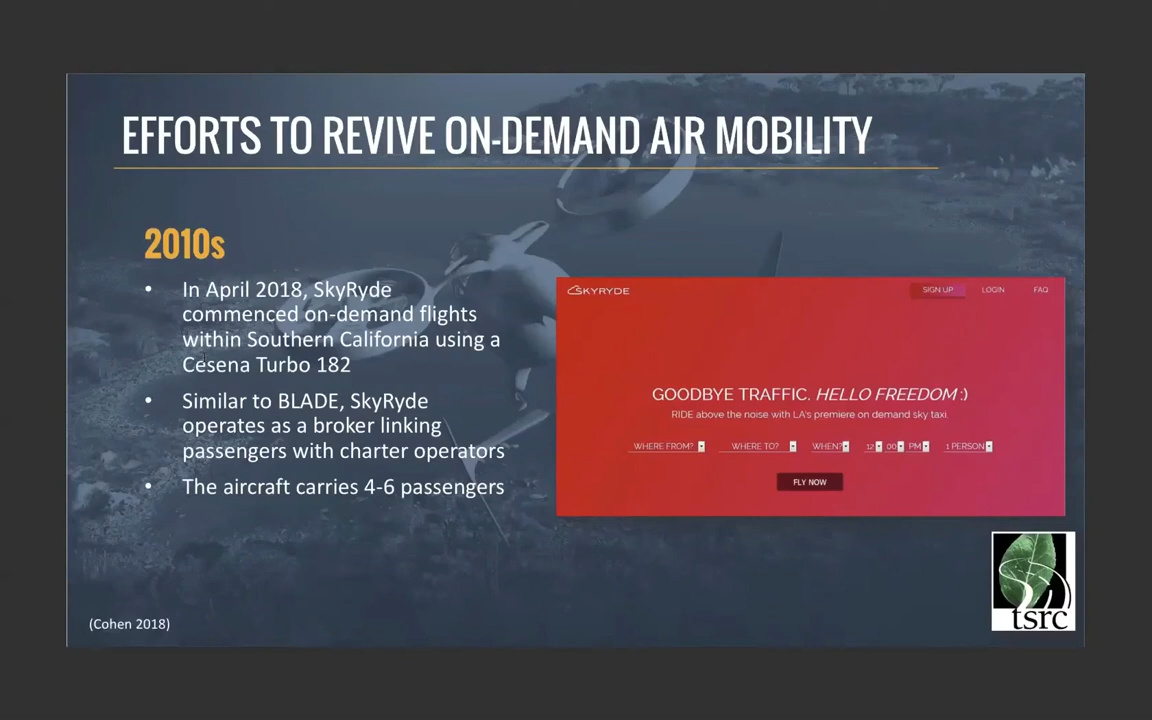 EFFORTS TO REVIVE ON-DEMAND AIR MOBILITY
2010s
• In April 2018, SkyRyde
commenced on-demand flights
within Southern California using a
Cesena Turbo 182
• Similar to BLADE, SkyRyde
operates as a broker linking
passengers with charter operators
• The aircraft carries 4-6 passengers
SKYRYDE
SIGN UP LOGIN FAQ
GOODBYE TRAFFIC. HELLO FREEDOM :)
RIDE above the noise with LA's premiere on demand sky taxi.
WHERE FROM? WHERE TO? WHEN? 12 00 PM 1 PERSON
FLY NOW
tsrc
(Cohen 2018)